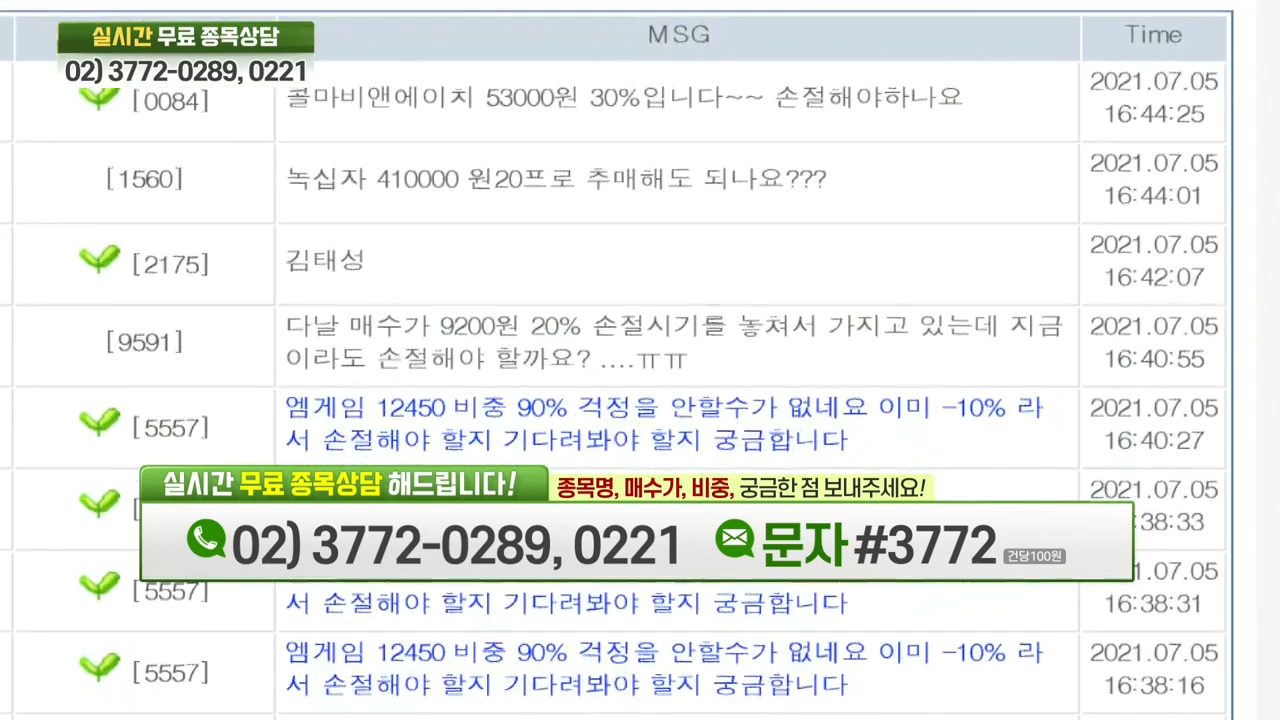 실시간 무료 종목상담
02) 3772-0289, 0221
MSG
Time
[0084]
콜마비앤에이치 53000원 30%입니다~~ 손절해야하나요
2021.07.05
16:44:25
[1560]
녹십자 410000 원20프로 추매해도 되나요???
2021.07.05
16:44:01
[2175]
김태성
2021.07.05
16:42:07
[9591]
다날 매수가 9200원 20% 손절시기를 놓쳐서 가지고 있는데 지금
이라도 손절해야 할까요? ....ㅠㅠ
2021.07.05
16:40:55
[5557]
엠게임 12450 비중 90% 걱정을 안할수가 없네요 이미 -10% 라
서 손절해야 할지 기다려봐야 할지 궁금합니다
2021.07.05
16:40:27
실시간 무료 종목상담 해드립니다!
종목명, 매수가, 비중, 궁금한 점 보내주세요!
02) 3772-0289, 0221
문자 #3772 건당100원
2021.07.05
:38:33
[5557]
서 손절해야 할지 기다려봐야 할지 궁금합니다
1.07.05
16:38:31
[5557]
엠게임 12450 비중 90% 걱정을 안할수가 없네요 이미 -10% 라
서 손절해야 할지 기다려봐야 할지 궁금합니다
2021.07.05
16:38:16